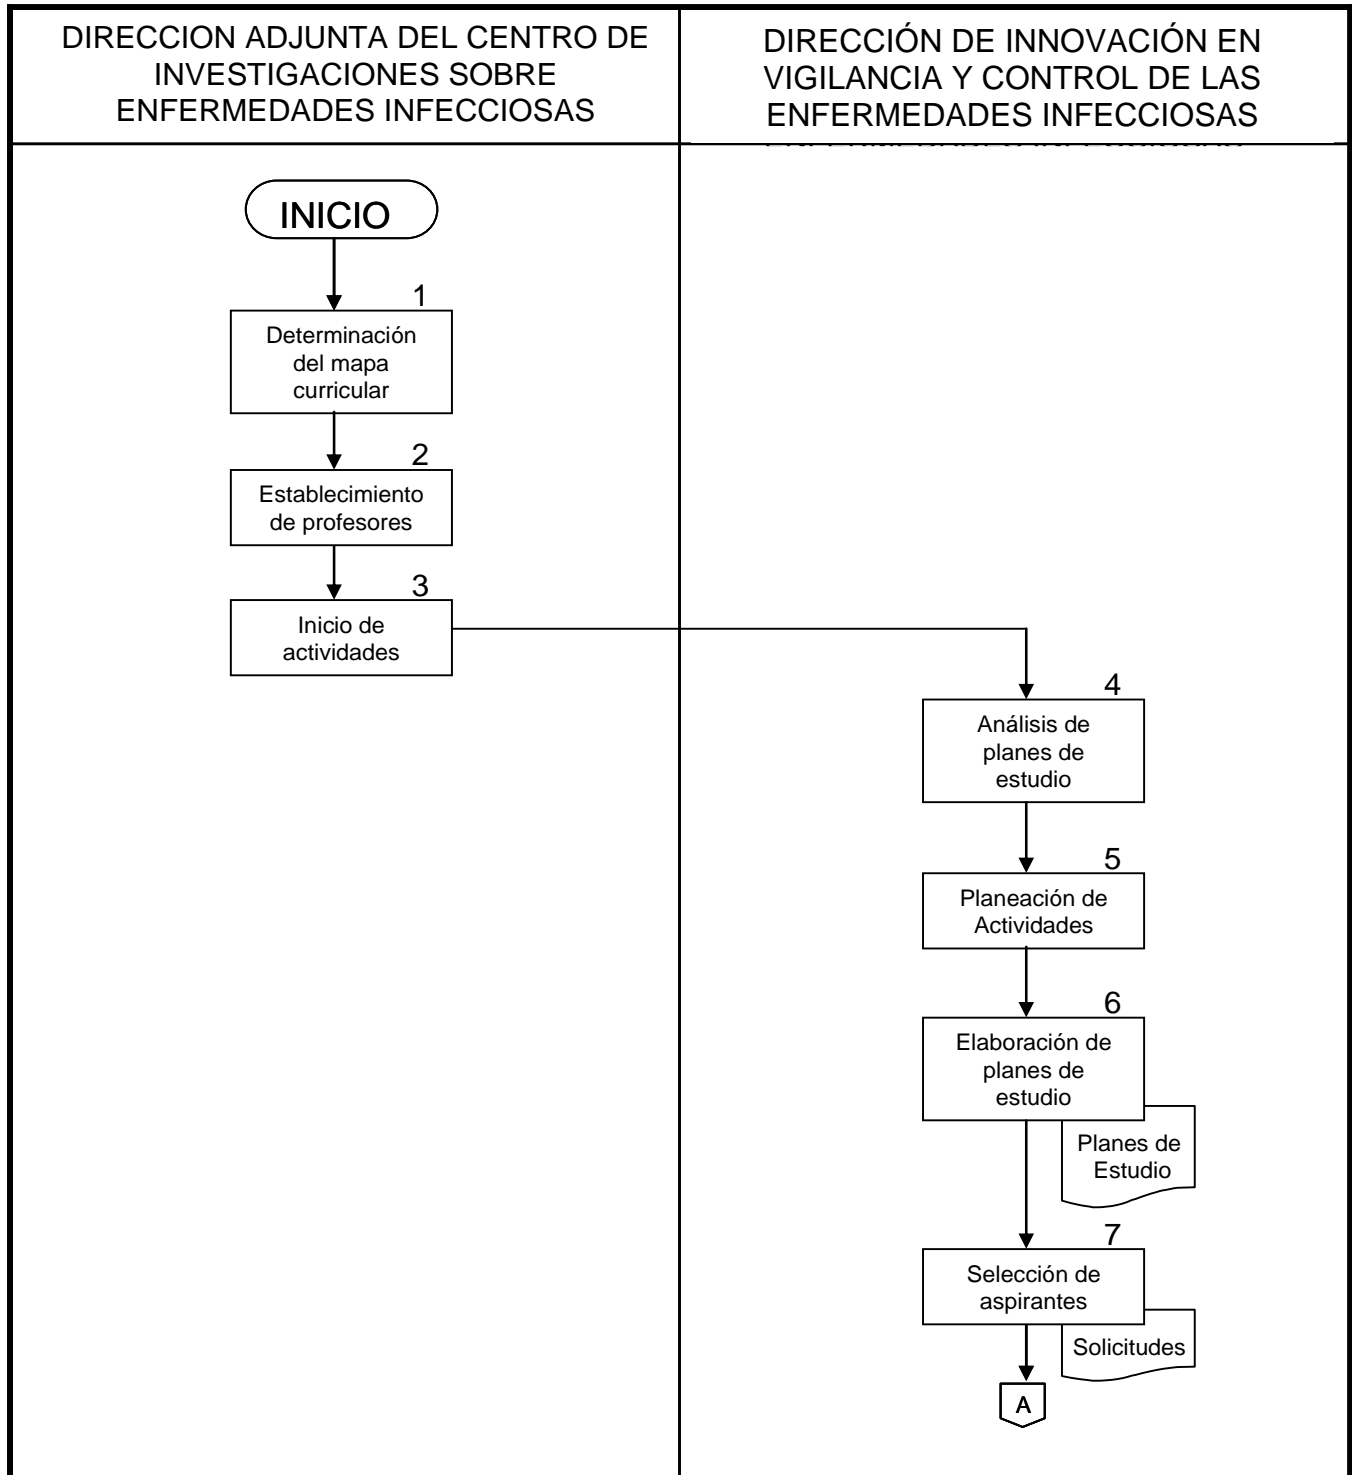 DIRECCION ADJUNTA DEL CENTRO DE
INVESTIGACIONES SOBRE
ENFERMEDADES INFECCIOSAS
DIRECCIÓN DE INNOVACIÓN EN
VIGILANCIA Y CONTROL DE LAS
ENFERMEDADES INFECCIOSAS
INICIO
1
Determinación
del mapa
curricular
2
Establecimiento
de profesores
3
Inicio de
actividades
4
Análisis de
planes de
estudio
5
Planeación de
Actividades
6
Elaboración de
planes de
estudio
Planes de
Estudio
7
Selección de
aspirantes
Solicitudes
A